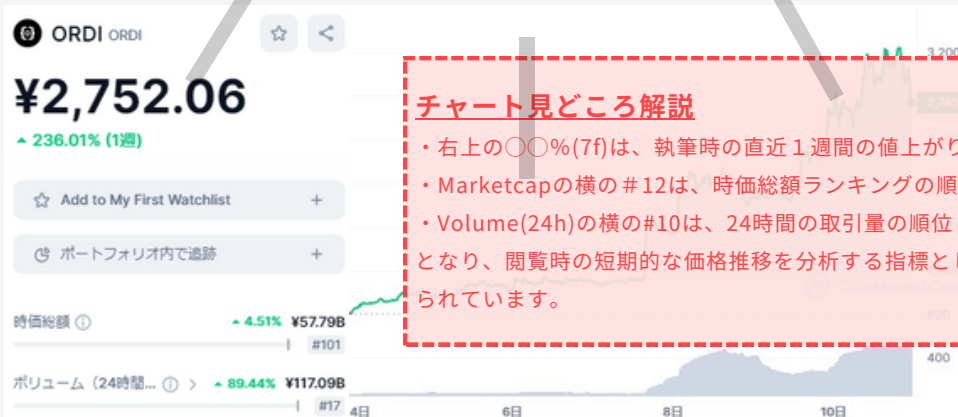 ORDI ORDI
¥2,752.06
236.01% (1週)
Add to My First Watchlist +
ポートフォリオ内で追跡 +
時価総額 4.51% ¥57.79B
#101
ボリューム（24時間... > 89.44% ¥117.09B
#17
チャート見どころ解説
・右上の◯◯%(7f)は、執筆時の直近１週間の値上がり
・Marketcapの横の＃12は、時価総額ランキングの順
・Volume(24h)の横の#10は、24時間の取引量の順位
となり、閲覧時の短期的な価格推移を分析する指標とし
られています。
3,200
800
400
4日 6日 8日 10日